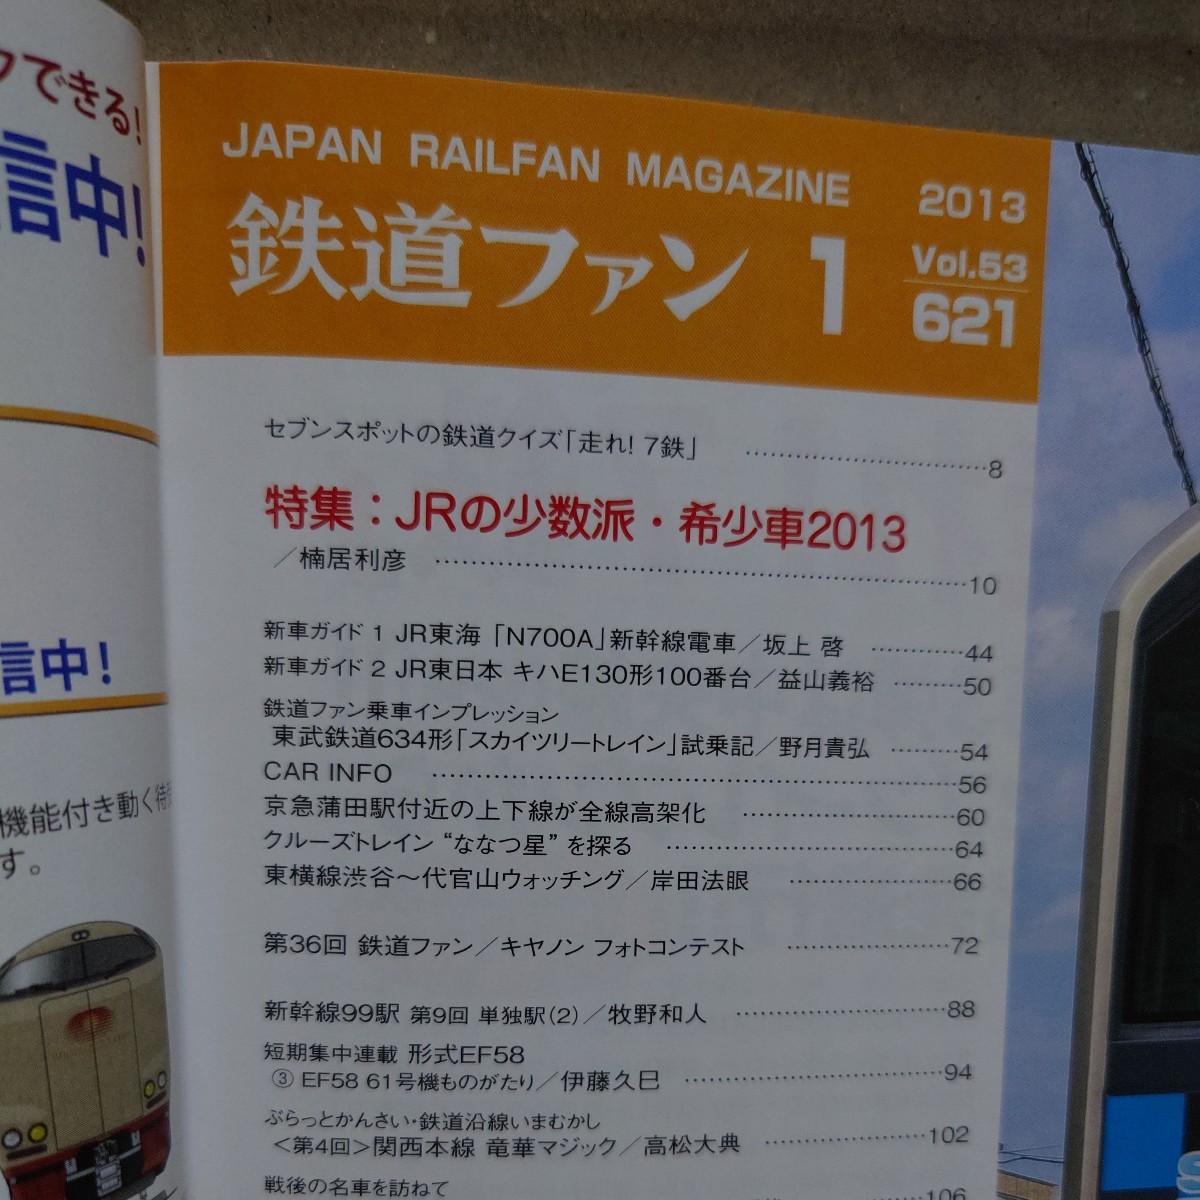 クできる!
信中!
信中!
機能付き動く待受
す。
JAPAN RAILFAN MAGAZINE
鉄道ファン 1
2013
Vol.53
621
セブンスポットの鉄道クイズ「走れ! 7鉄」 ……………………8
特集：JRの少数派・希少車2013
／楠居利彦 ……………………10
新車ガイド 1 JR東海 「N700A」新幹線電車／坂上 啓 …………44
新車ガイド 2 JR東日本 キハE130形100番台／益山義裕 ………50
鉄道ファン乗車インプレッション
東武鉄道634形「スカイツリートレイン」試乗記／野月貴弘 ………54
CAR INFO ……………………56
京急蒲田駅付近の上下線が全線高架化 ……………………60
クルーズトレイン “ななつ星” を探る ……………………64
東横線渋谷～代官山ウォッチング／岸田法眼 ………………66
第36回 鉄道ファン／キヤノン フォトコンテスト ………………72
新幹線99駅 第9回 単独駅(2)／牧野和人 ……………………88
短期集中連載 形式EF58
③ EF58 61号機ものがたり／伊藤久巳 ……………………94
ぶらっとかんさい・鉄道沿線いまむかし
＜第4回＞関西本線 竜華マジック／高松大典 ………………102
戦後の名車を訪ねて
106